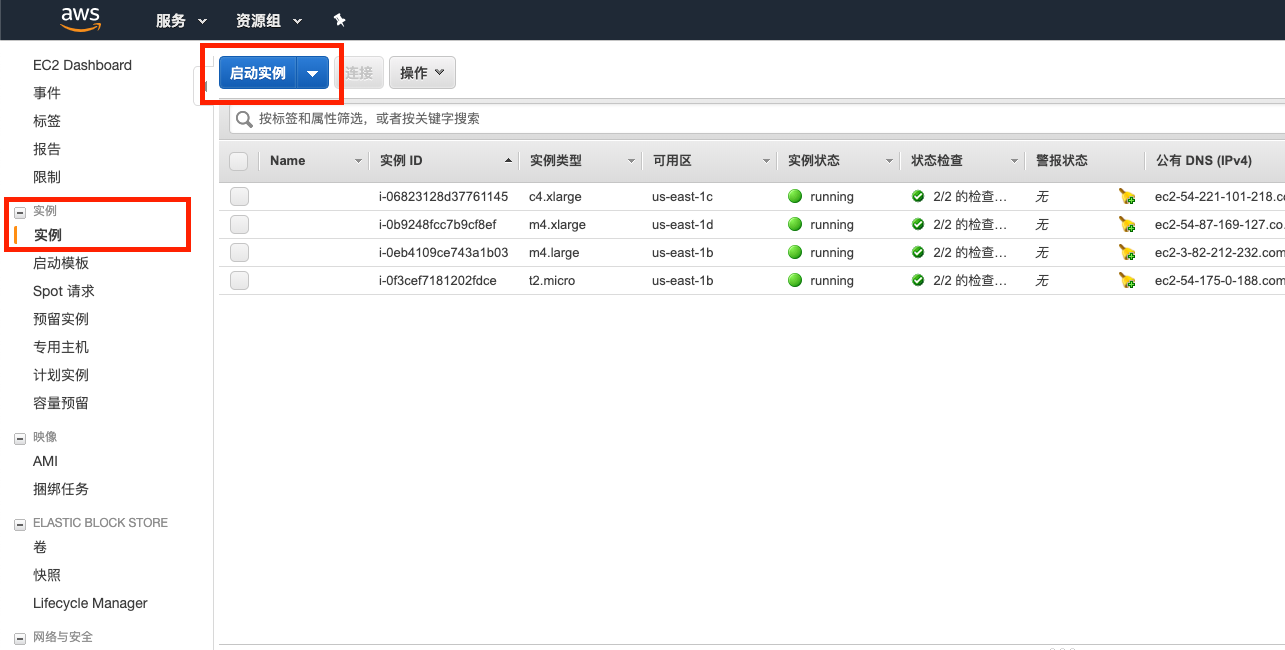 aws 服务 资源组
EC2 Dashboard
事件
标签
报告
限制
实例
实例
启动模板
Spot 请求
预留实例
专用主机
计划实例
容量预留
映像
AMI
捆绑任务
ELASTIC BLOCK STORE
卷
快照
Lifecycle Manager
网络与安全
启动实例 连接 操作
按标签和属性筛选，或者按关键字搜索
Name 实例 ID 实例类型 可用区 实例状态 状态检查 警报状态 公有 DNS (IPv4)
i-06823128d37761145 c4.xlarge us-east-1c running 2/2 的检查… 无 ec2-54-221-101-218.c
i-0b9248fcc7b9cf8ef m4.xlarge us-east-1d running 2/2 的检查… 无 ec2-54-87-169-127.co
i-0eb4109ce743a1b03 m4.large us-east-1b running 2/2 的检查… 无 ec2-3-82-212-232.com
i-0f3cef7181202fdce t2.micro us-east-1b running 2/2 的检查… 无 ec2-54-175-0-188.com